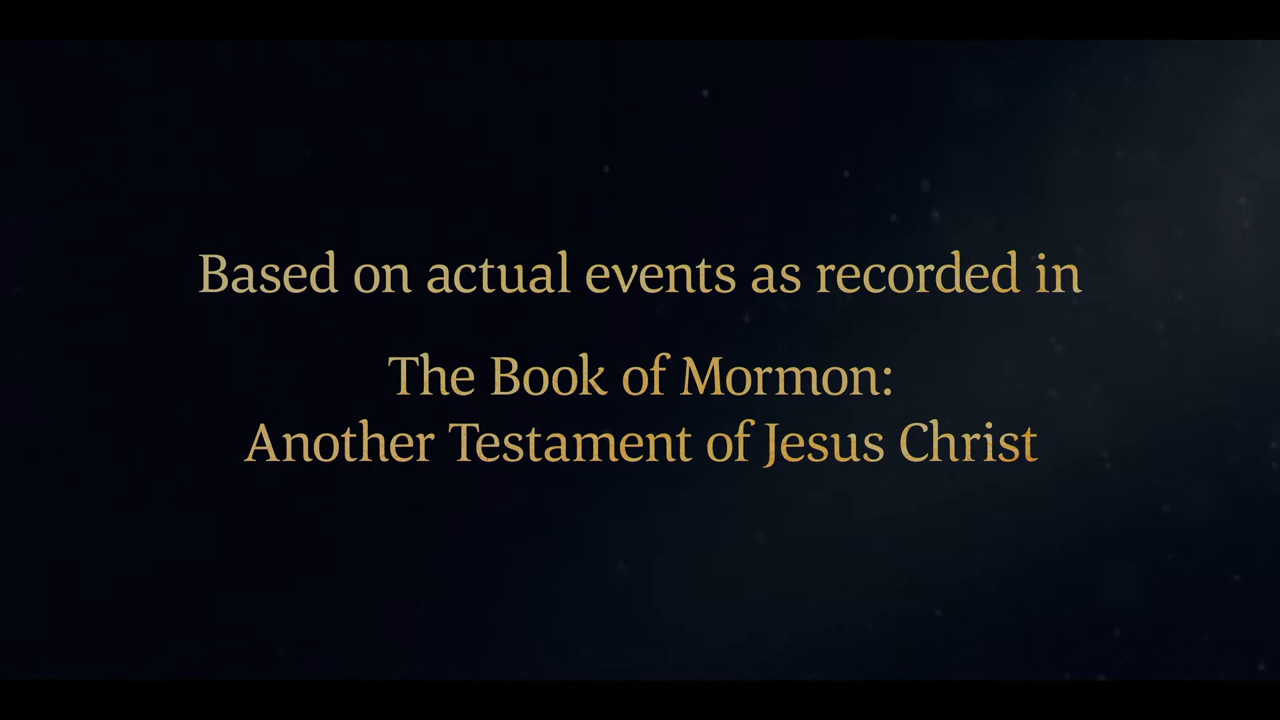 Based on actual events as recorded in
The Book of Mormon:
Another Testament of Jesus Christ